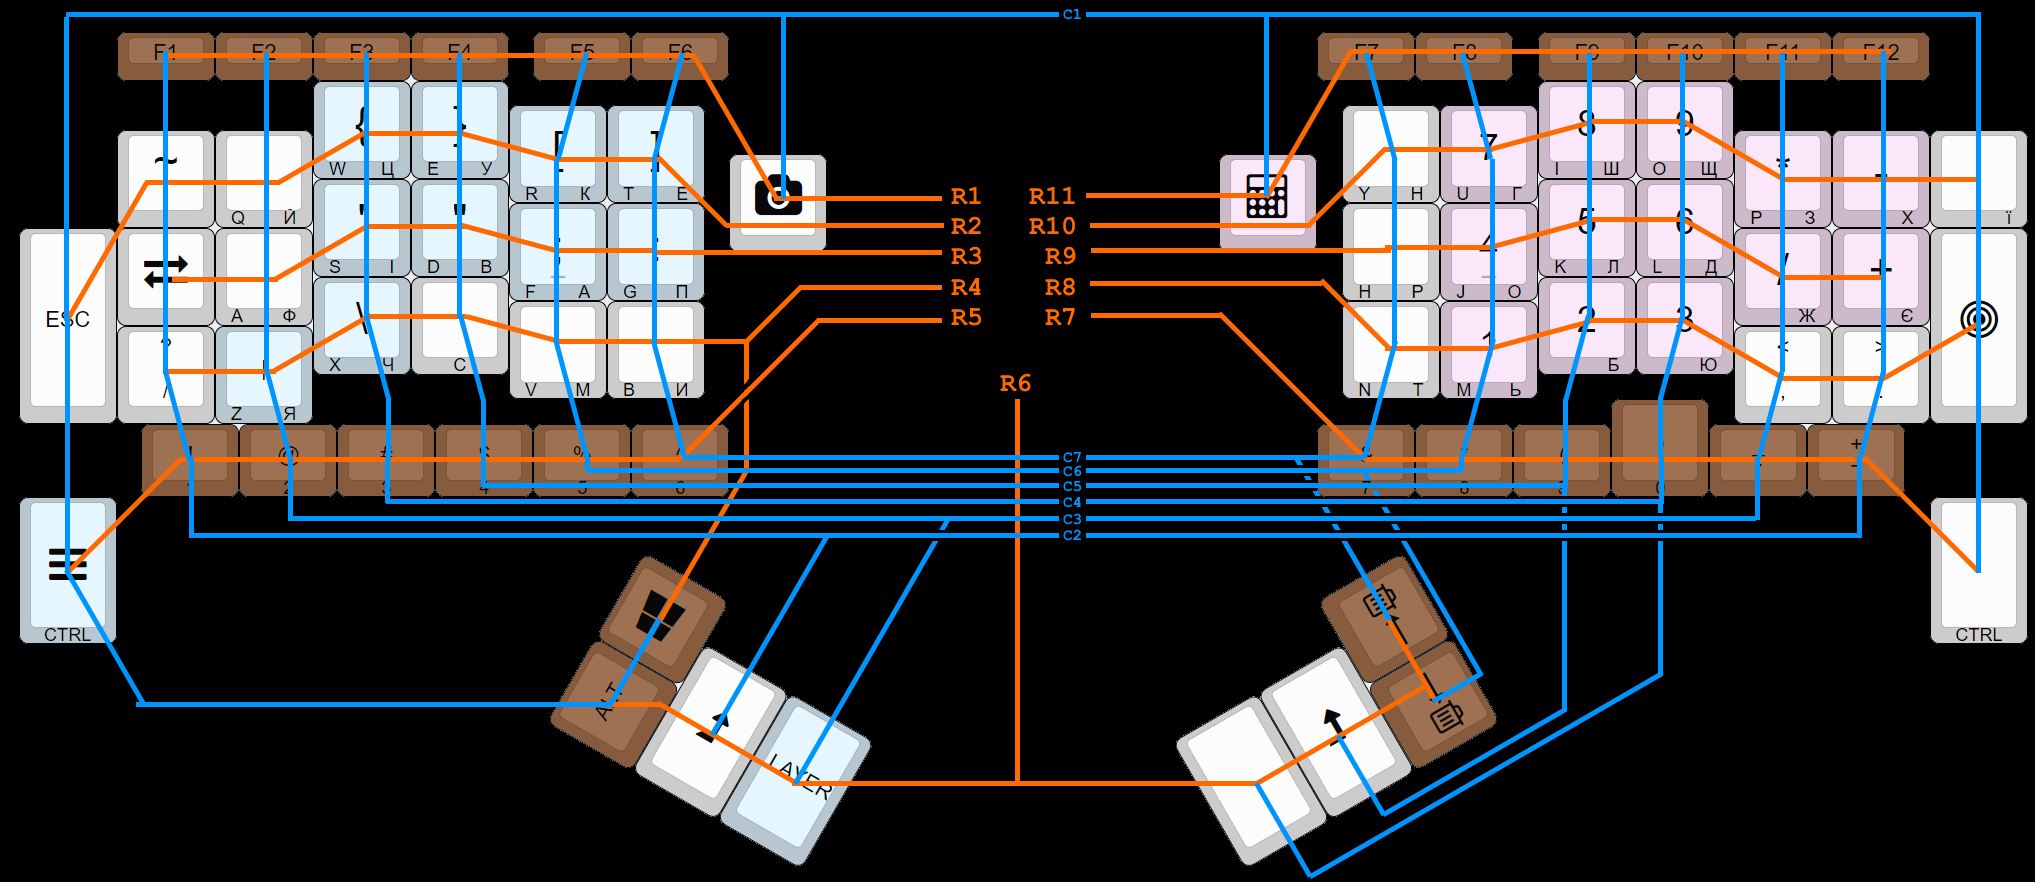 C1
F1 F2 F3 F4 F5 F6
F7 F8 F9 F10 F11 F12
~
Q Й
{
W Ц
}
E У
[
R К
]
T Е
Y Н
7
U Г
8
I Ш
9
O Щ
*
P З
-
Х
ї
R1 R11
R2 R10
R3 R9
R4 R8
R5 R7
R6
ESC
A Ф
'
S І
"
D В
;
F А
:
G П
H Р
4
J О
5
K Л
6
L Д
/
Ж
+
Є
?
/
Z Я
\
X Ч
C
V М
B И
N Т
1
M Ь
2
Б
3
Ю
<
,
>
.
!
1
@
2
#
3
$
4
%
5
^
6
&
7
*
8
(
9
)
0
+
=
C7
C6
C5
C4
C3
C2
CTRL
CTRL
ALT
LAYER